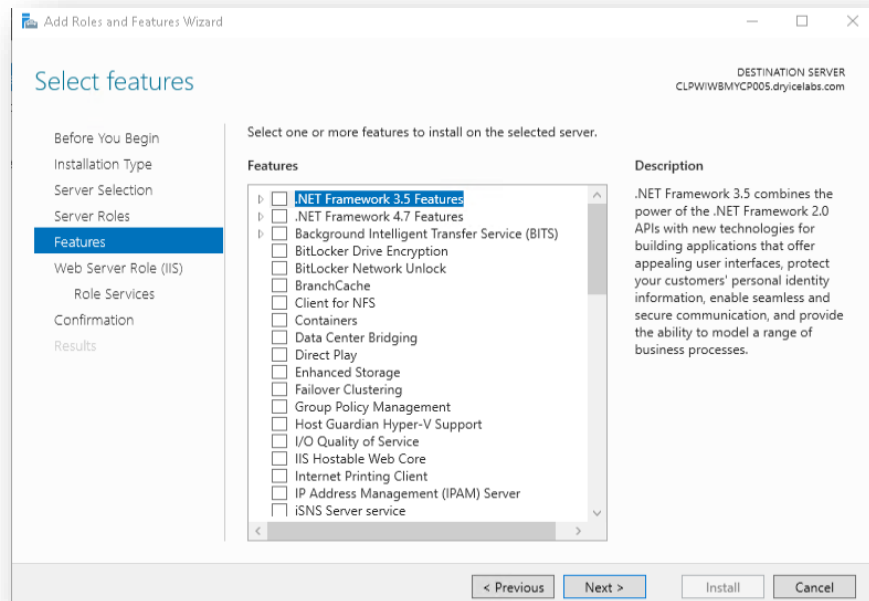 Add Roles and Features Wizard
Select features
DESTINATION SERVER
CLPWIWBMYCP005.dryicelabs.com
Before You Begin
Installation Type
Server Selection
Server Roles
Features
Web Server Role (IIS)
Role Services
Confirmation
Results
Select one or more features to install on the selected server.
Features
.NET Framework 3.5 Features
.NET Framework 4.7 Features
Background Intelligent Transfer Service (BITS)
BitLocker Drive Encryption
BitLocker Network Unlock
BranchCache
Client for NFS
Containers
Data Center Bridging
Direct Play
Enhanced Storage
Failover Clustering
Group Policy Management
Host Guardian Hyper-V Support
I/O Quality of Service
IIS Hostable Web Core
Internet Printing Client
IP Address Management (IPAM) Server
iSNS Server service
Description
.NET Framework 3.5 combines the
power of the .NET Framework 2.0
APIs with new technologies for
building applications that offer
appealing user interfaces, protect
your customers' personal identity
information, enable seamless and
secure communication, and provide
the ability to model a range of
business processes.
< Previous
Next >
Install
Cancel